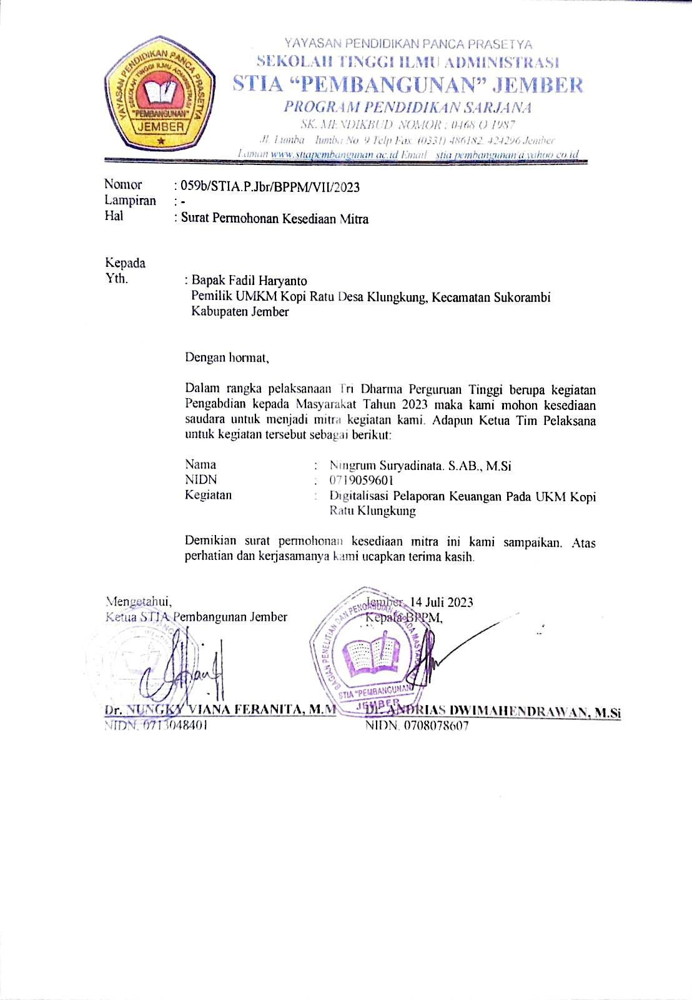 YAYASAN PENDIDIKAN PANCA PRASETYA
SEKOLAH TINGGI ILMU ADMINISTRASI
"PEMBANGUNAN"
JEMBER
YAYASAN PENDIDIKAN PANCA PRASETYA
SEKOLAH TINGGI ILMU ADMINISTRASI
STIA “PEMBANGUNAN” JEMBER
PROGRAM PENDIDIKAN SARJANA
SK. MENDIKBUD NOMOR : 0468 O 1987
Jl. Lumba lumba No. 9 Telp Fax. (0331) 486182, 424296 Jember
Laman www.stiapembangunan.ac.id Email stia.pembangunan@yahoo.co.id
Nomor : 059b/STIA.P.Jbr/BPPM/VII/2023
Lampiran : -
Hal : Surat Permohonan Kesediaan Mitra
Kepada
Yth. : Bapak Fadil Haryanto
Pemilik UMKM Kopi Ratu Desa Klungkung, Kecamatan Sukorambi
Kabupaten Jember
Dengan hormat,
Dalam rangka pelaksanaan Tri Dharma Perguruan Tinggi berupa kegiatan
Pengabdian kepada Masyarakat Tahun 2023 maka kami mohon kesediaan
saudara untuk menjadi mitra kegiatan kami. Adapun Ketua Tim Pelaksana
untuk kegiatan tersebut sebagai berikut:
Nama : Ningrum Suryadinata. S.AB., M.Si
NIDN : 0719059601
Kegiatan : Digitalisasi Pelaporan Keuangan Pada UKM Kopi
Ratu Klungkung
Demikian surat permohonan kesediaan mitra ini kami sampaikan. Atas
perhatian dan kerjasamanya kami ucapkan terima kasih.
Mengetahui,
Ketua STIA Pembangunan Jember
Dr. NUNGKY VIANA FERANITA, M.M
NIDN. 0713048401
Jember, 14 Juli 2023
Kepala BPPM,
BAGIAN PENELITIAN DAN PENGABDIAN KEPADA MASYARAKAT
STIA "PEMBANGUNAN"
JEMBER
Dr. ANDRIAS DWIMAHENDRAWAN, M.Si
NIDN. 0708078607